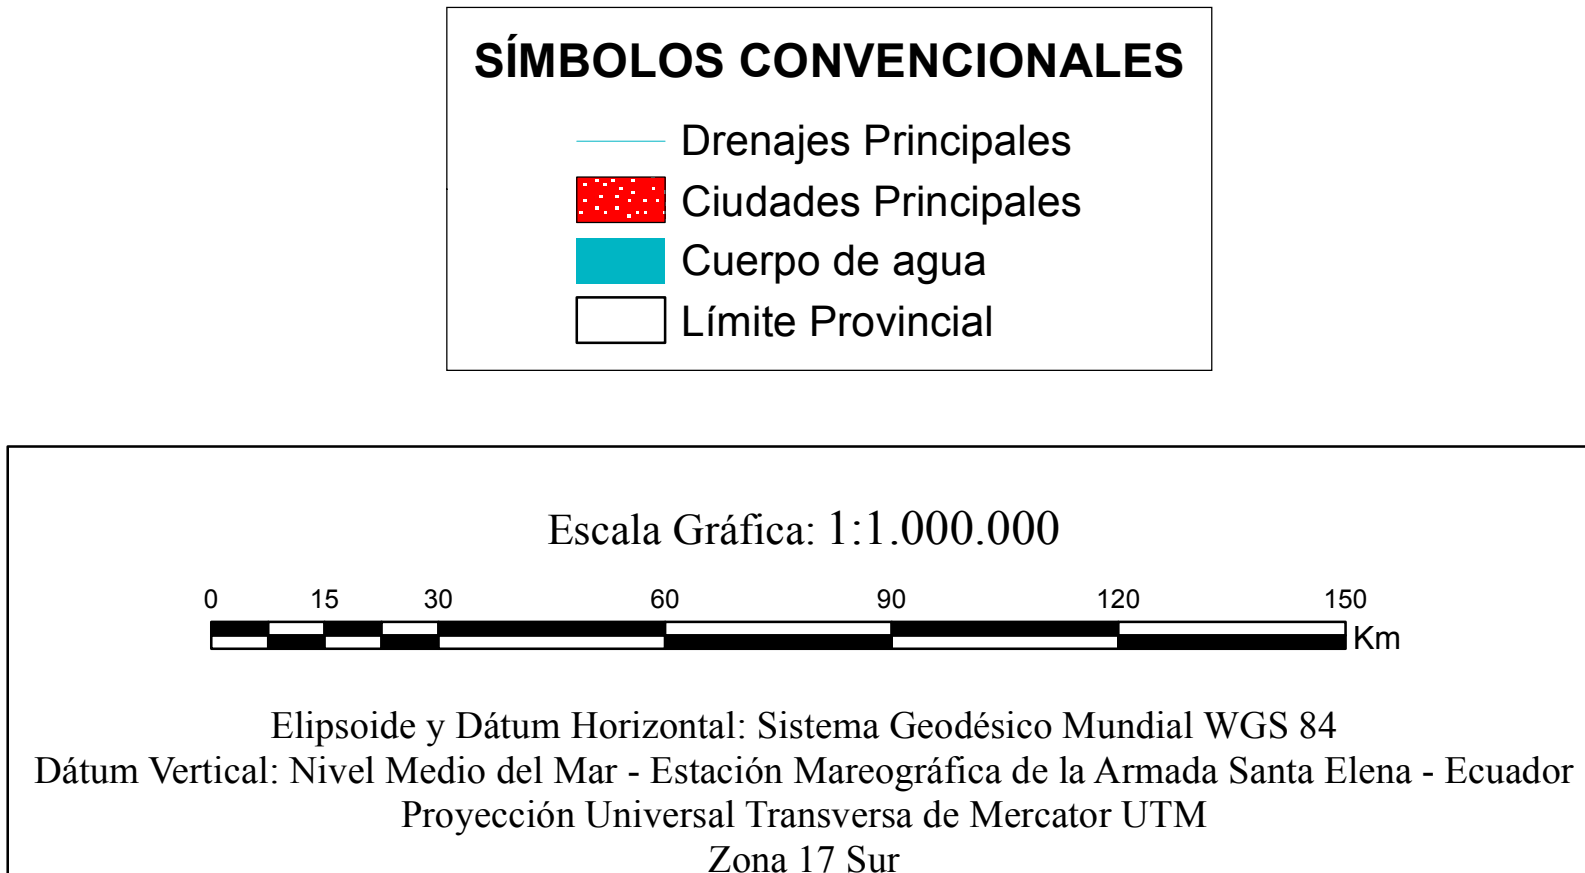 SÍMBOLOS CONVENCIONALES
Drenajes Principales
Ciudades Principales
Cuerpo de agua
Límite Provincial
Escala Gráfica: 1:1.000.000
0 15 30 60 90 120 150
Km
Elipsoide y Dátum Horizontal: Sistema Geodésico Mundial WGS 84
Dátum Vertical: Nivel Medio del Mar - Estación Mareográfica de la Armada Santa Elena - Ecuador
Proyección Universal Transversa de Mercator UTM
Zona 17 Sur